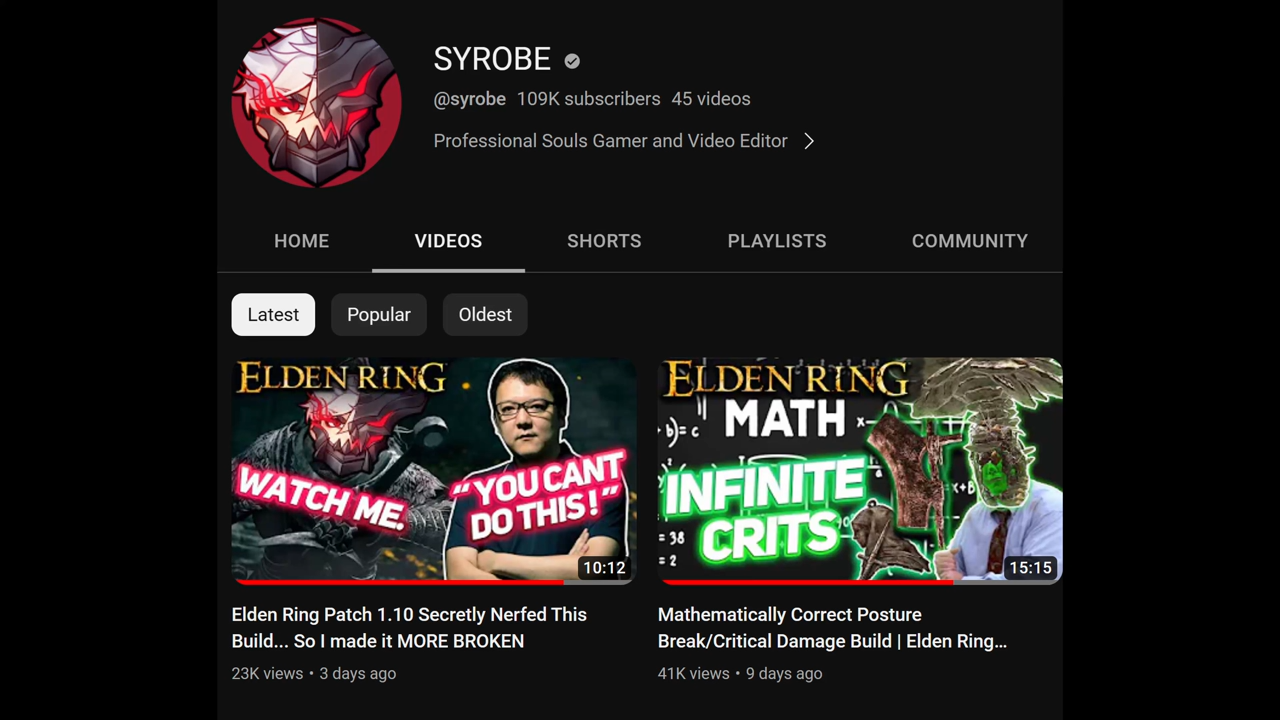 SYROBE
@syrobe 109K subscribers 45 videos
Professional Souls Gamer and Video Editor
HOME VIDEOS SHORTS PLAYLISTS COMMUNITY
Latest Popular Oldest
ELDEN RING
WATCH ME.
"YOU CANT
DO THIS!"
10:12
ELDEN RING
MATH
INFINITE
CRITS
b)=c
x-
x+B
= 38
= 2
15:15
Elden Ring Patch 1.10 Secretly Nerfed This
Build... So I made it MORE BROKEN
23K views • 3 days ago
Mathematically Correct Posture
Break/Critical Damage Build | Elden Ring...
41K views • 9 days ago